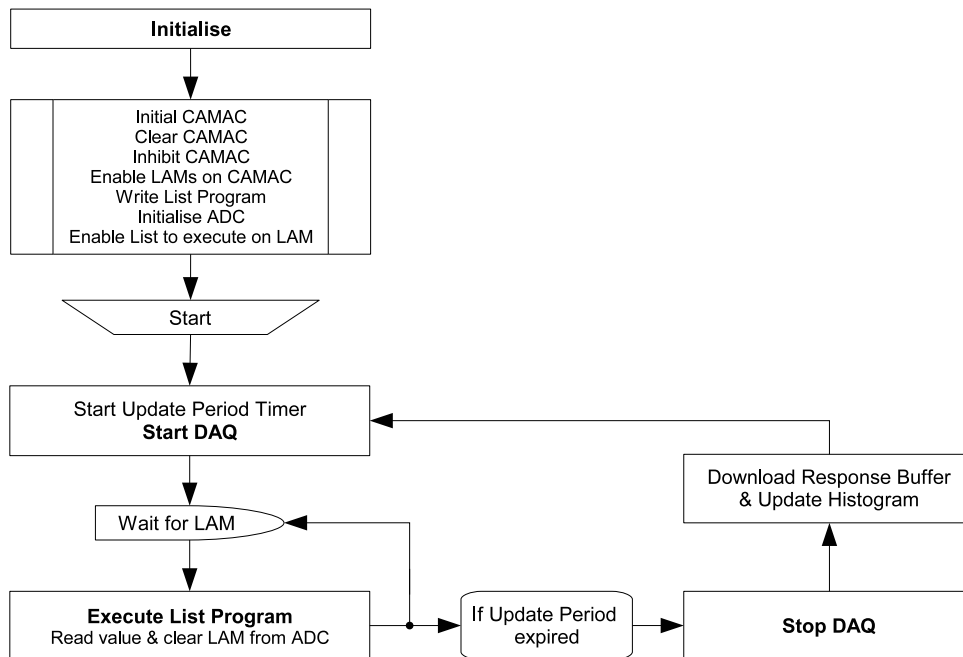 Initialise
Initial CAMAC
Clear CAMAC
Inhibit CAMAC
Enable LAMs on CAMAC
Write List Program
Initialise ADC
Enable List to execute on LAM
Start
Start Update Period Timer
Start DAQ
Wait for LAM
Execute List Program
Read value & clear LAM from ADC
If Update Period
expired
Stop DAQ
Download Response Buffer
& Update Histogram